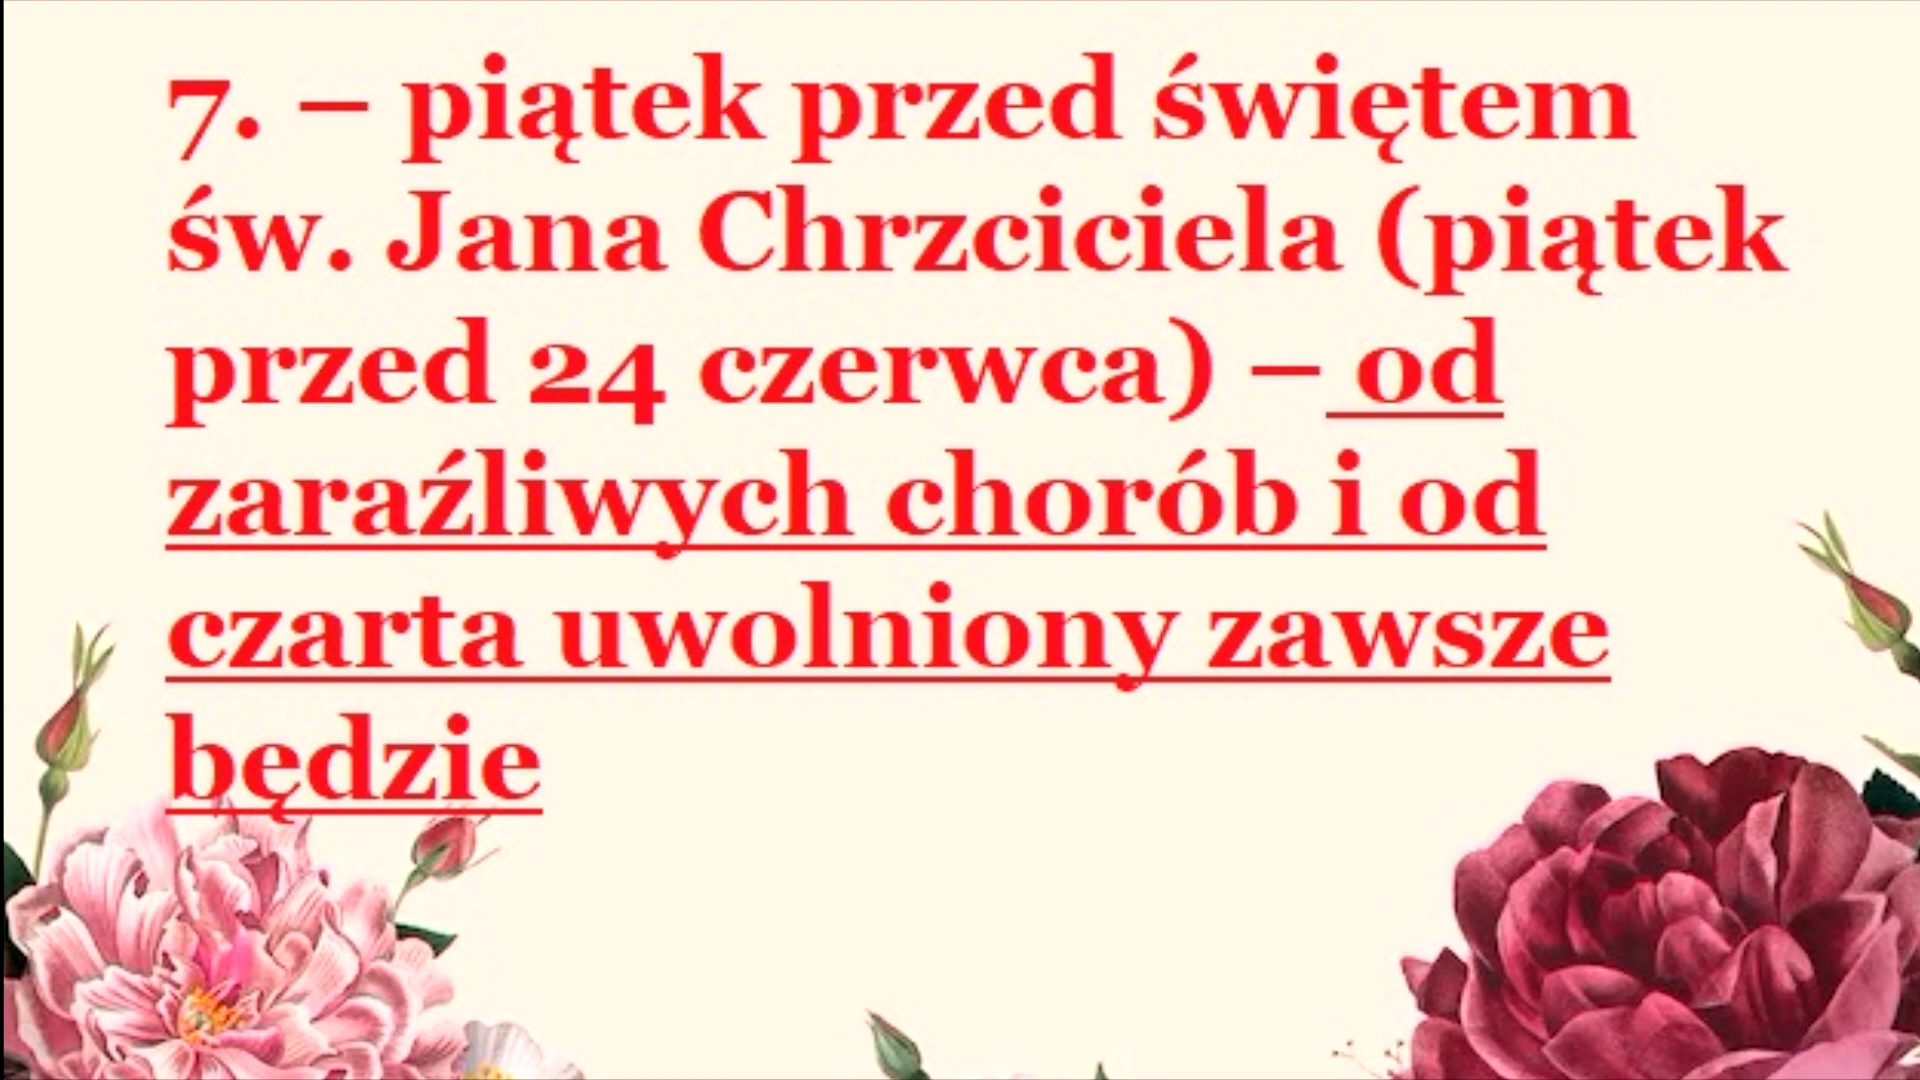 7. – piątek przed świętem
św. Jana Chrzciciela (piątek
przed 24 czerwca) – od
zaraźliwych chorób i od
czarta uwolniony zawsze
będzie